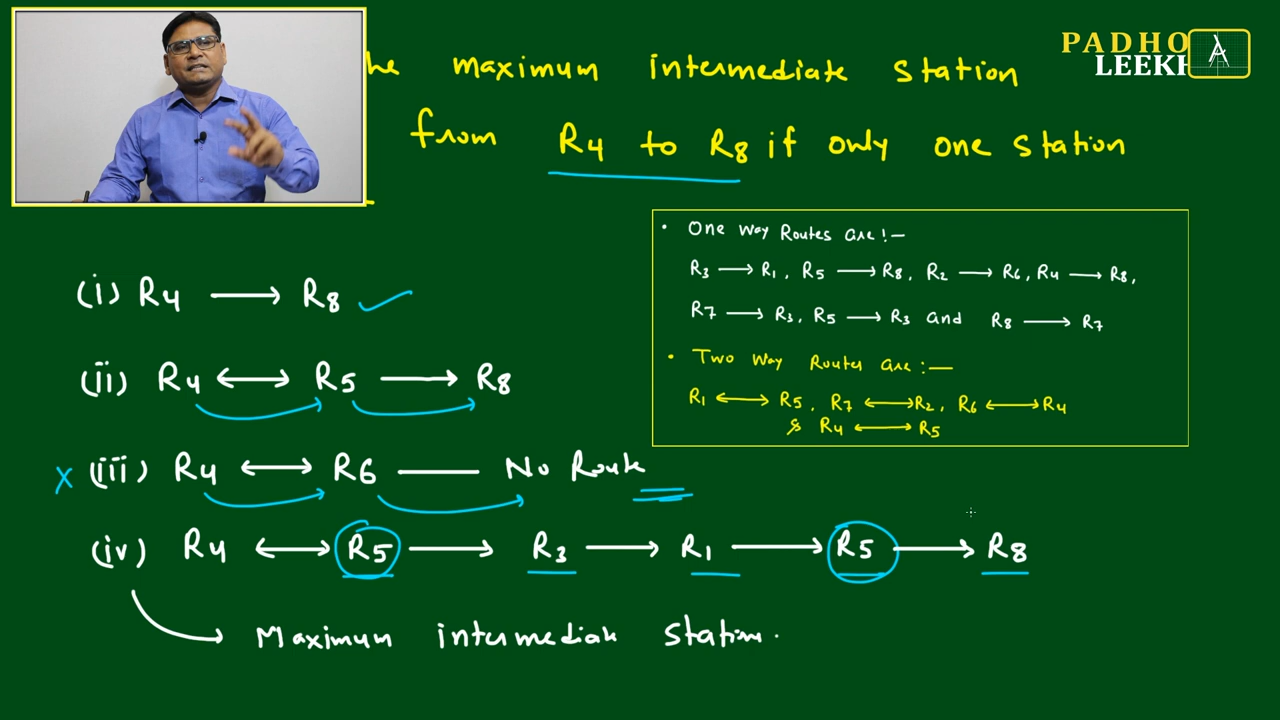 PADHO
LEEKH
he maximum intermediate station
from R4 to R8 if only one station
(i) R4 ⟶ R8 ✓
(ii) R4 ⟷ R5 ⟶ R8
x (iii) R4 ⟷ R6 —— No Route
(iv) R4 ⟷ R5 ⟶ R3 ⟶ R1 ⟶ R5 ⟶ R8
Maximum intermediate station.
• One Way Routes are:—
R3 ⟶ R1, R5 ⟶ R8, R2 ⟶ R6, R4 ⟶ R8,
R7 ⟶ R3, R5 ⟶ R3 and R8 ⟶ R7
• Two Way Routes are:—
R1 ⟷ R5, R7 ⟷ R2, R6 ⟷ R4
& R4 ⟷ R5